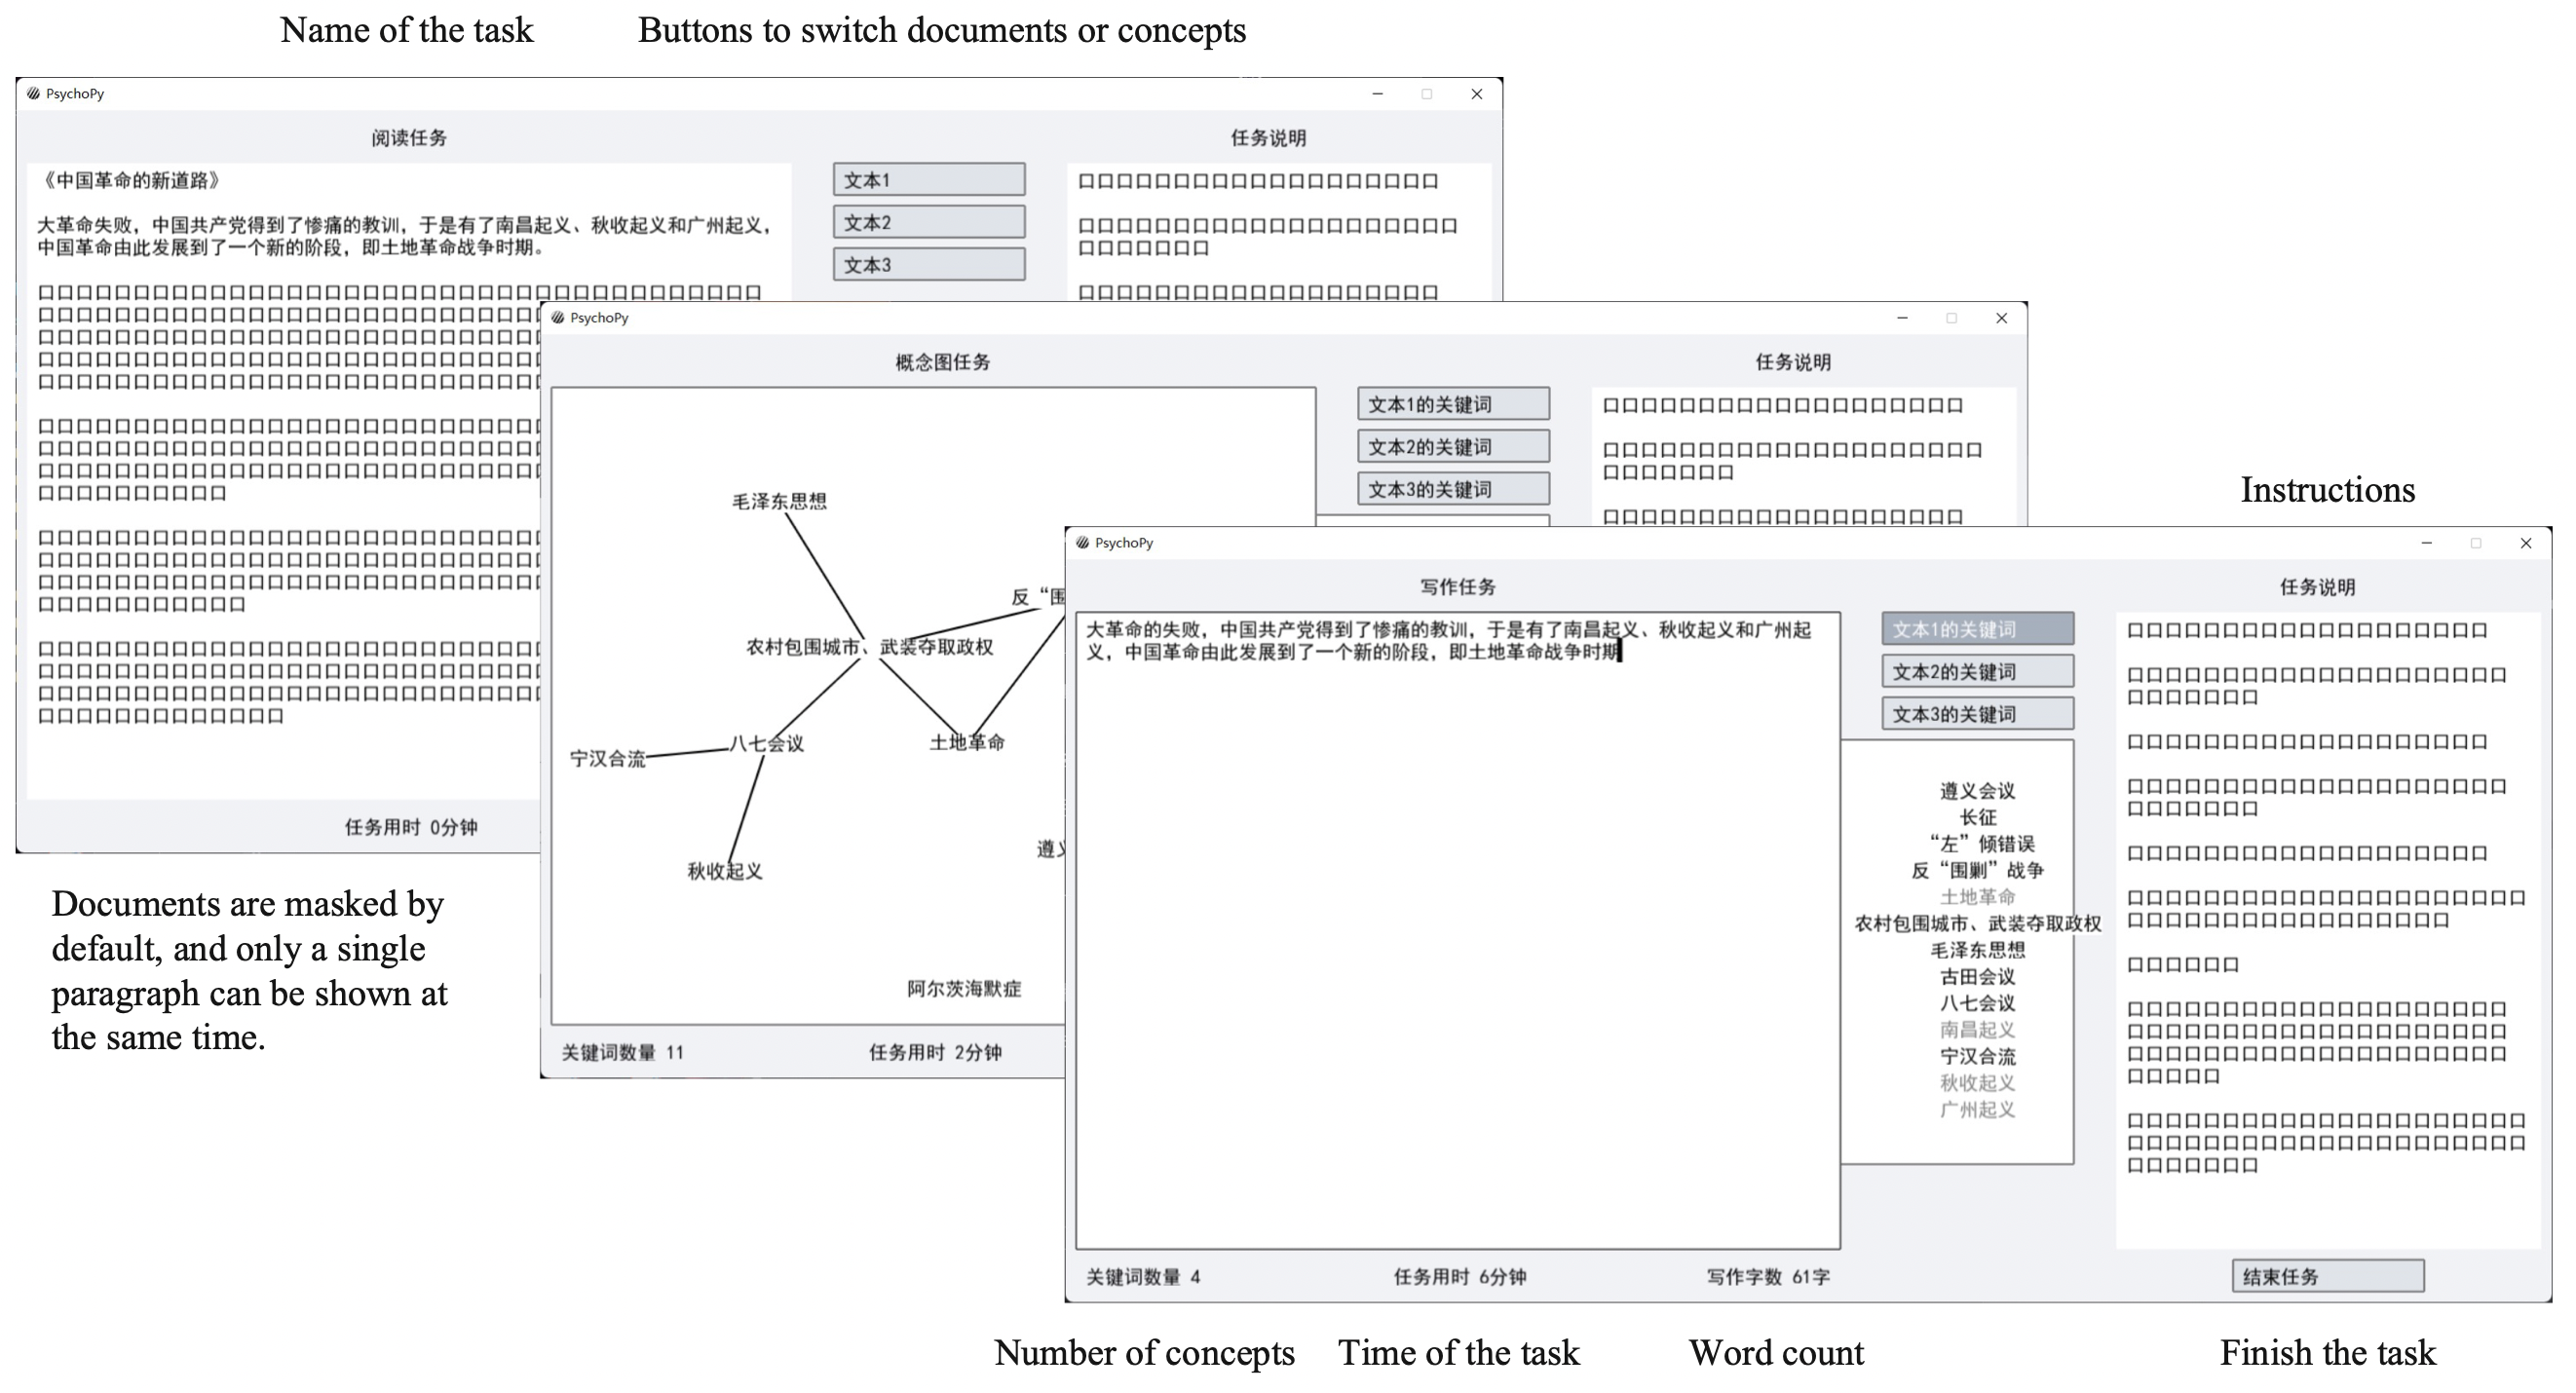 Name of the task
Buttons to switch documents or concepts
PsychoPy
阅读任务
任务说明
《中国革命的新道路》
大革命失败，中国共产党得到了惨痛的教训，于是有了南昌起义、秋收起义和广州起义，
中国革命由此发展到了一个新的阶段，即土地革命战争时期。
文本1
文本2
文本3
任务用时 0分钟
Documents are masked by
default, and only a single
paragraph can be shown at
the same time.
PsychoPy
概念图任务
任务说明
文本1的关键词
文本2的关键词
文本3的关键词
毛泽东思想
反“围
农村包围城市、武装夺取政权
八七会议
土地革命
宁汉合流
秋收起义
遵
阿尔茨海默症
关键词数量 11
任务用时 2分钟
Instructions
PsychoPy
写作任务
任务说明
大革命的失败，中国共产党得到了惨痛的教训，于是有了南昌起义、秋收起义和广州起
义，中国革命由此发展到了一个新的阶段，即土地革命战争时期
文本1的关键词
文本2的关键词
文本3的关键词
遵义会议
长征
“左”倾错误
反“围剿”战争
土地革命
农村包围城市、武装夺取政权
毛泽东思想
古田会议
八七会议
南昌起义
宁汉合流
秋收起义
广州起义
关键词数量 4
任务用时 6分钟
写作字数 61字
结束任务
Number of concepts
Time of the task
Word count
Finish the task